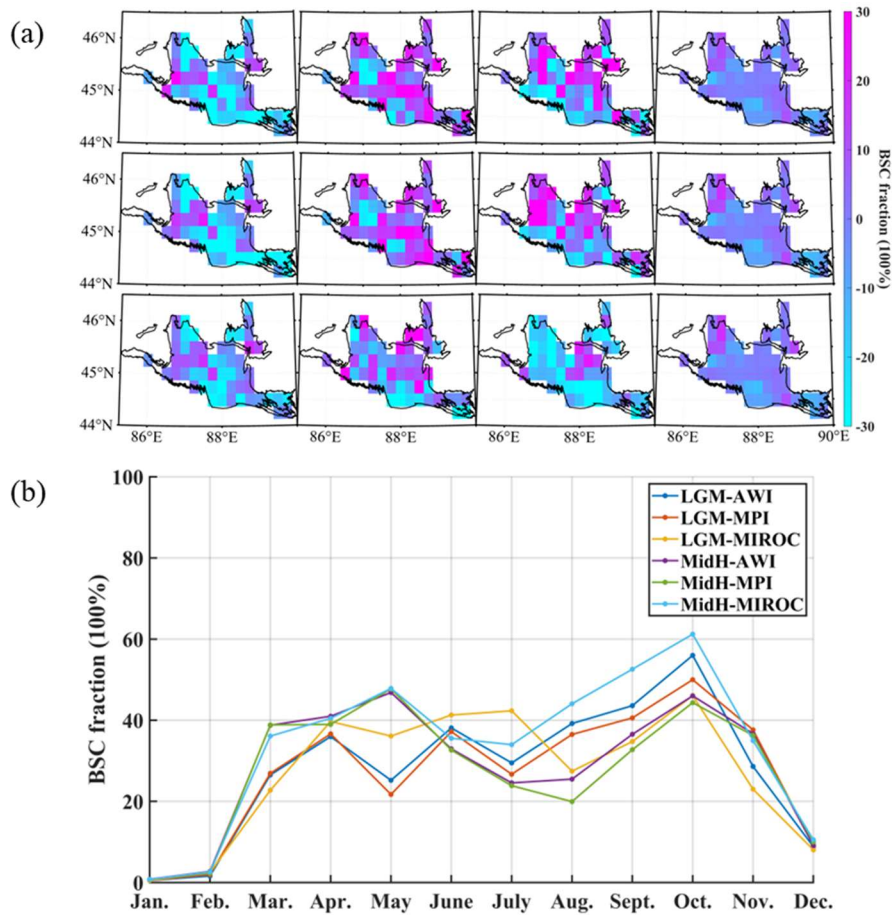 (a)
46°N
45°N
44°N
46°N
45°N
44°N
46°N
45°N
44°N
86°E 88°E 86°E 88°E 86°E 88°E 86°E 88°E 90°E
30
20
10
0
-10
-20
-30
BSC fraction (100%)
(b)
BSC fraction (100%)
100
80
60
40
20
0
LGM-AWI
LGM-MPI
LGM-MIROC
MidH-AWI
MidH-MPI
MidH-MIROC
Jan. Feb. Mar. Apr. May June July Aug. Sept. Oct. Nov. Dec.